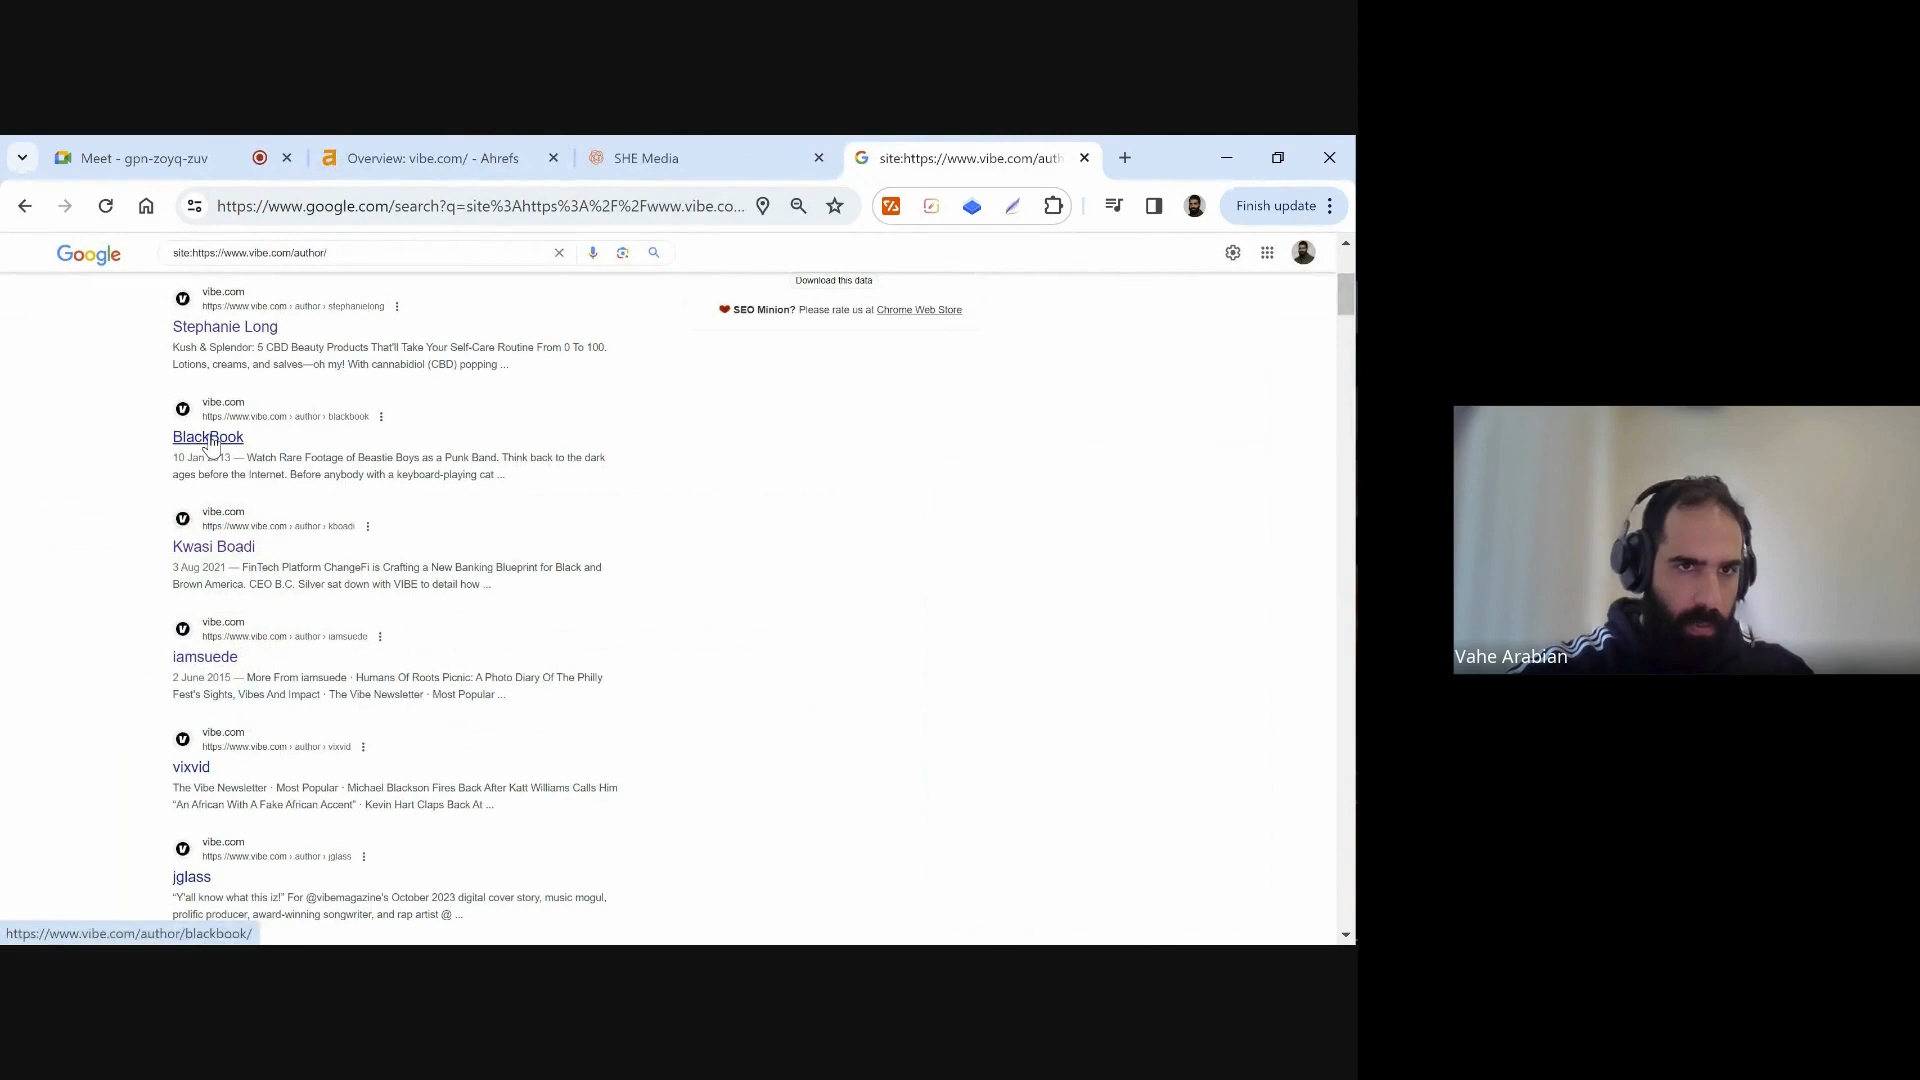 Meet - gpn-zoyq-zuv
Overview: vibe.com/ - Ahrefs
SHE Media
site:https://www.vibe.com/auth
https://www.google.com/search?q=site%3Ahttps%3A%2F%2Fwww.vibe.co...
Finish update
Google
site:https://www.vibe.com/author/
Download this data
SEO Minion? Please rate us at Chrome Web Store
vibe.com
https://www.vibe.com › author › stephanielong
Stephanie Long
Kush & Splendor: 5 CBD Beauty Products That'll Take Your Self-Care Routine From 0 To 100.
Lotions, creams, and salves—oh my! With cannabidiol (CBD) popping ...
vibe.com
https://www.vibe.com › author › blackbook
BlackBook
10 Jan 2013 — Watch Rare Footage of Beastie Boys as a Punk Band. Think back to the dark
ages before the Internet. Before anybody with a keyboard-playing cat ...
vibe.com
https://www.vibe.com › author › kboadi
Kwasi Boadi
3 Aug 2021 — FinTech Platform ChangeFi is Crafting a New Banking Blueprint for Black and
Brown America. CEO B.C. Silver sat down with VIBE to detail how ...
vibe.com
https://www.vibe.com › author › iamsuede
iamsuede
2 June 2015 — More From iamsuede · Humans Of Roots Picnic: A Photo Diary Of The Philly
Fest's Sights, Vibes And Impact · The Vibe Newsletter · Most Popular ...
vibe.com
https://www.vibe.com › author › vixvid
vixvid
The Vibe Newsletter · Most Popular · Michael Blackson Fires Back After Katt Williams Calls Him
“An African With A Fake African Accent” · Kevin Hart Claps Back At ...
vibe.com
https://www.vibe.com › author › jglass
jglass
“Y'all know what this iz!” For @vibemagazine's October 2023 digital cover story, music mogul,
prolific producer, award-winning songwriter, and rap artist @ ...
https://www.vibe.com/author/blackbook/
Vahe Arabian